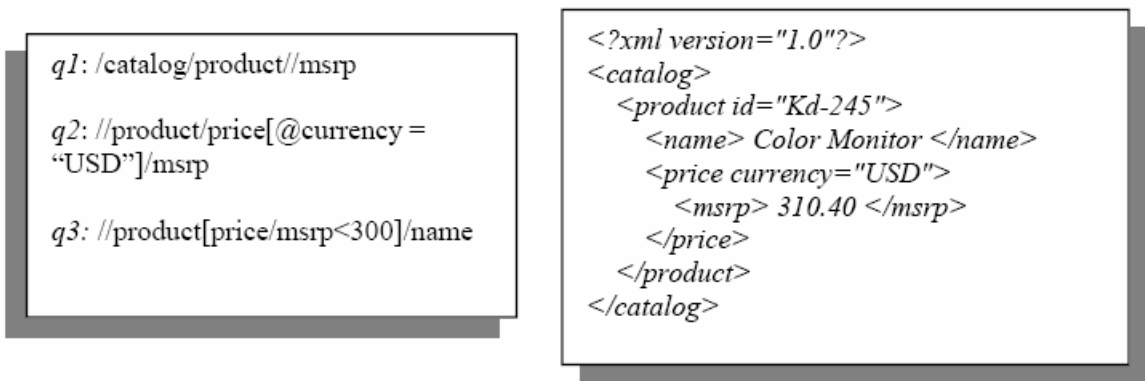 q1: /catalog/product//msrp
q2: //product/price[@currency =
“USD”]/msrp
q3: //product[price/msrp<300]/name
<?xml version="1.0"?>
<catalog>
<product id="Kd-245">
<name> Color Monitor </name>
<price currency="USD">
<msrp> 310.40 </msrp>
</price>
</product>
</catalog>